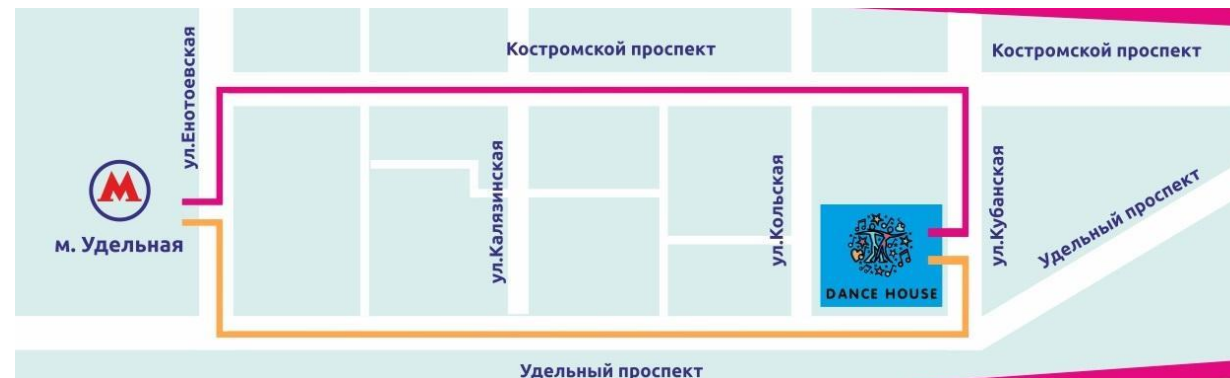 Костромской проспект
Костромской проспект
ул.Енотоевская
М
м. Удельная
ул.Калязинская
ул.Кольская
ул.Кубанская
Удельный проспект
DANCE HOUSE
Удельный проспект